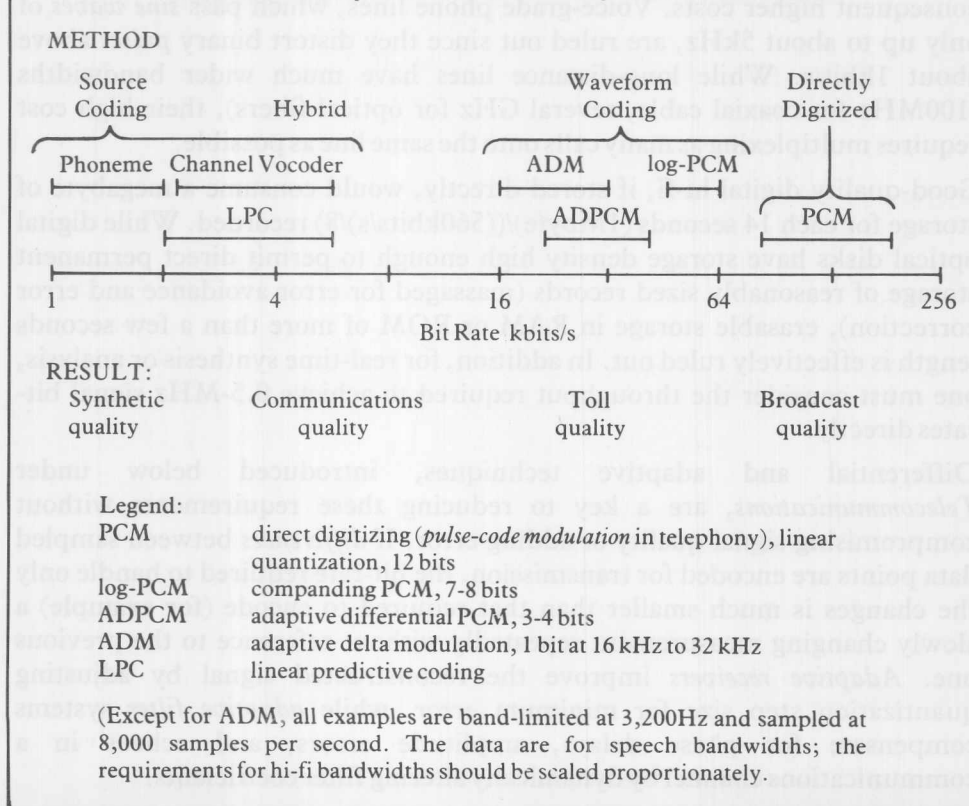 METHOD
Source Waveform Directly
Coding Hybrid Coding Digitized
Phoneme Channel Vocoder ADM log-PCM
LPC ADPCM PCM
1 4 16 64 256
Bit Rate Kbits/s
RESULT:
Synthetic Communications Toll Broadcast
quality quality quality quality
Legend:
PCM direct digitizing (pulse-code modulation in telephony), linear
quantization, 12 bits
log-PCM companding PCM, 7-8 bits
ADPCM adaptive differential PCM, 3-4 bits
ADM adaptive delta modulation, 1 bit at 16 kHz to 32 kHz
LPC linear predictive coding
(Except for ADM, all examples are band-limited at 3,200Hz and sampled at
8,000 samples per second. The data are for speech bandwidths; the
requirements for hi-fi bandwidths should be scaled proportionately.